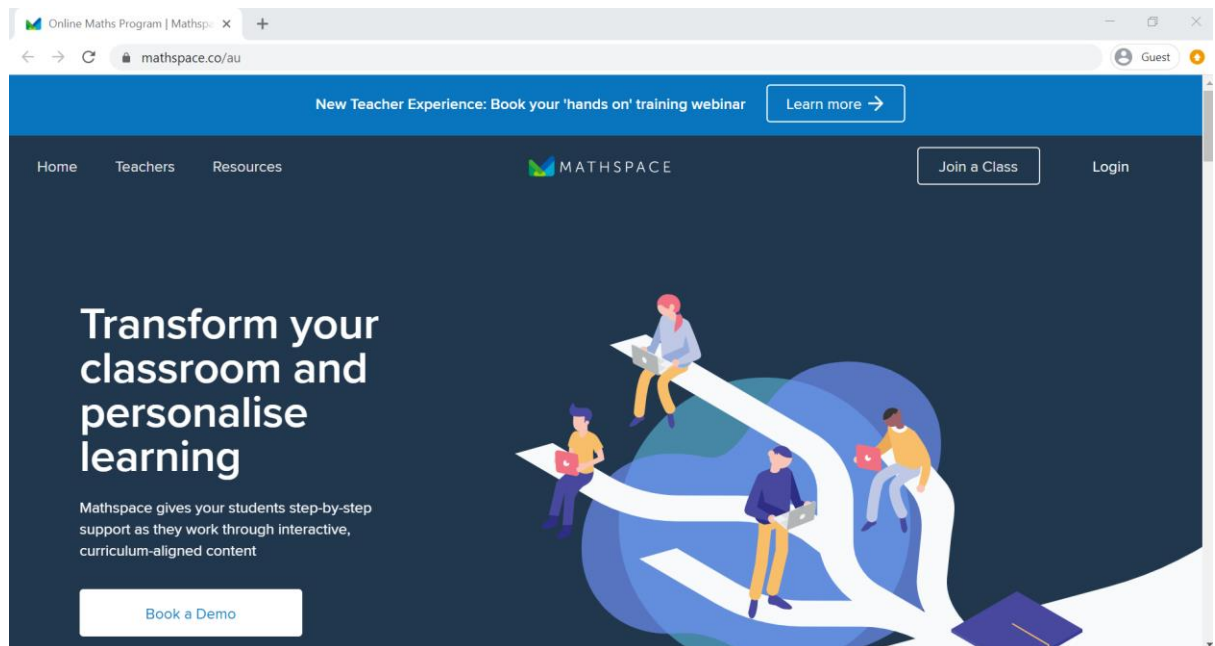 Online Maths Program | Mathspa
mathspace.co/au
Guest
New Teacher Experience: Book your 'hands on' training webinar
Learn more →
Home
Teachers
Resources
MATHSPACE
Join a Class
Login
Transform your
classroom and
personalise
learning
Mathspace gives your students step-by-step
support as they work through interactive,
curriculum-aligned content
Book a Demo